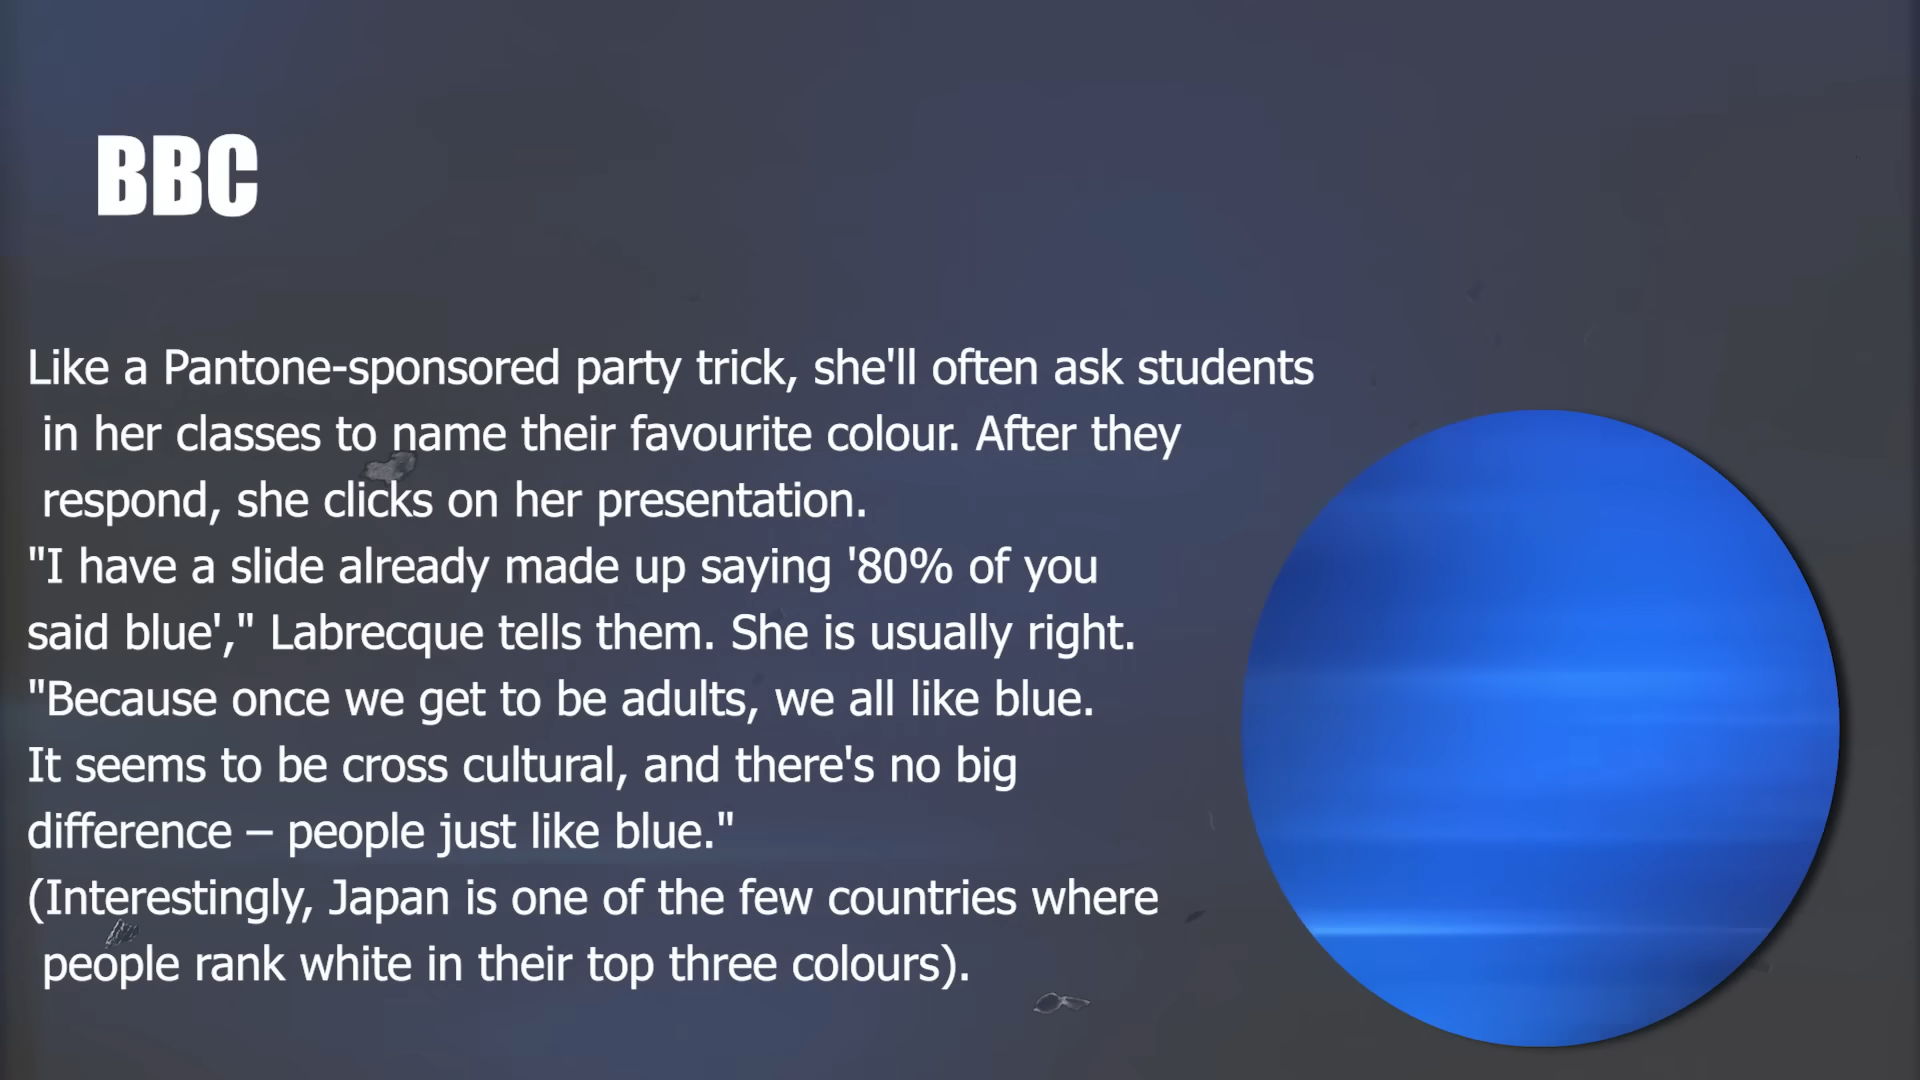 BBC
Like a Pantone-sponsored party trick, she'll often ask students
in her classes to name their favourite colour. After they
respond, she clicks on her presentation.
"I have a slide already made up saying '80% of you
said blue'," Labrecque tells them. She is usually right.
"Because once we get to be adults, we all like blue.
It seems to be cross cultural, and there's no big
difference – people just like blue."
(Interestingly, Japan is one of the few countries where
people rank white in their top three colours).